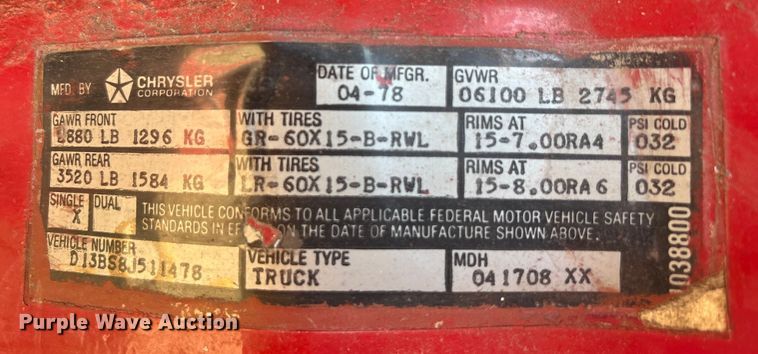 MFD. BY CHRYSLER CORPORATION
DATE OF MFGR. 04-78
GVWR 06100 LB 2745 KG
GAWR FRONT 2880 LB 1296 KG
WITH TIRES GR-60X15-B-RWL
RIMS AT 15-7.00RA4
PSI COLD 032
GAWR REAR 3520 LB 1584 KG
WITH TIRES LR-60X15-B-RWL
RIMS AT 15-8.00RA6
PSI COLD 032
SINGLE X DUAL
THIS VEHICLE CONFORMS TO ALL APPLICABLE FEDERAL MOTOR VEHICLE SAFETY
STANDARDS IN EFFECT ON THE DATE OF MANUFACTURE SHOWN ABOVE.
VEHICLE NUMBER D13BS8J511478
VEHICLE TYPE TRUCK
MDH 041708 XX
038800
Purple Wave Auction